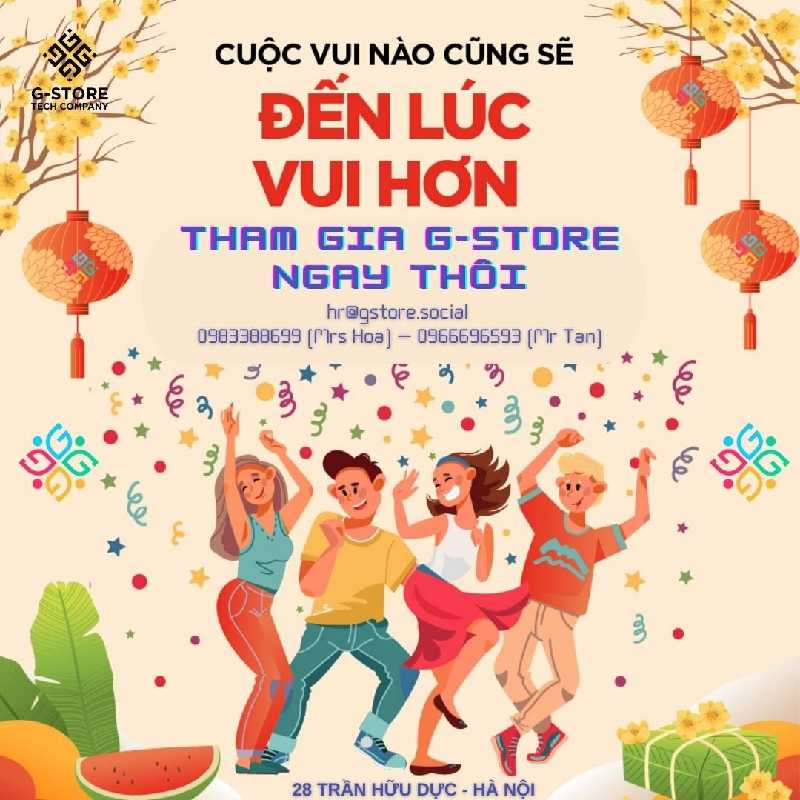 G-STORE
TECH COMPANY
CUỘC VUI NÀO CŨNG SẼ
ĐẾN LÚC
VUI HƠN
THAM GIA G-STORE
NGAY THÔI
hr@gstore.social
0983388699 (Mrs Hoa) – 0966696593 (Mr Tan)
28 TRẦN HỮU DỰC - HÀ NỘI